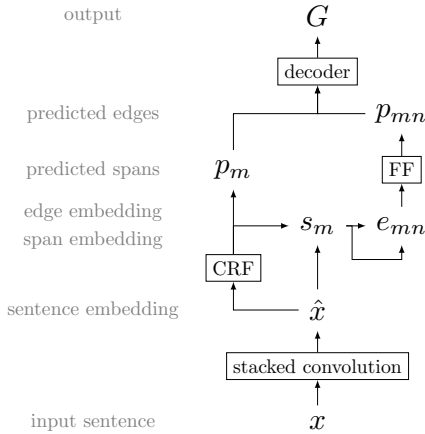 output G
decoder
predicted edges p_mn
predicted spans p_m FF
edge embedding
s_m e_mn
span embedding
CRF
sentence embedding x̂
stacked convolution
input sentence x